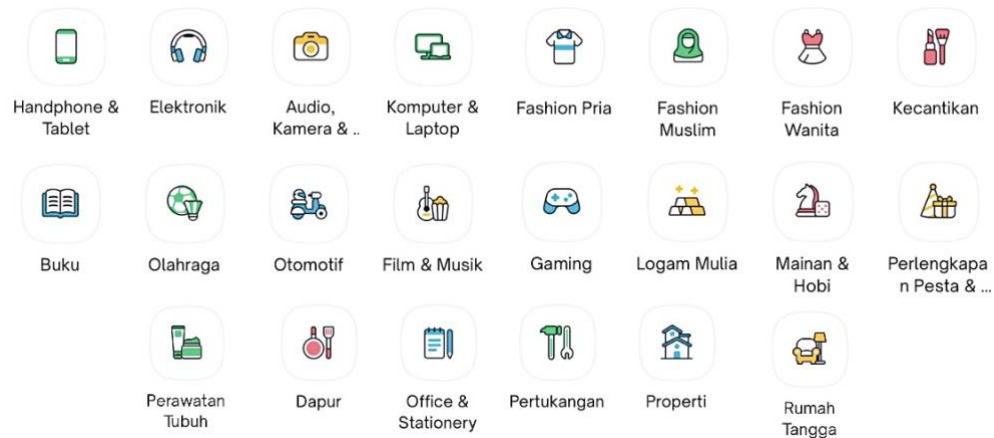 Handphone &
Tablet
Elektronik
Audio,
Kamera & ..
Komputer &
Laptop
Fashion Pria
Fashion
Muslim
Fashion
Wanita
Kecantikan
Buku
Olahraga
Otomotif
Film & Musik
Gaming
Logam Mulia
Mainan &
Hobi
Perlengkapa
n Pesta & ...
Perawatan
Tubuh
Dapur
Office &
Stationery
Pertukangan
Properti
Rumah
Tangga